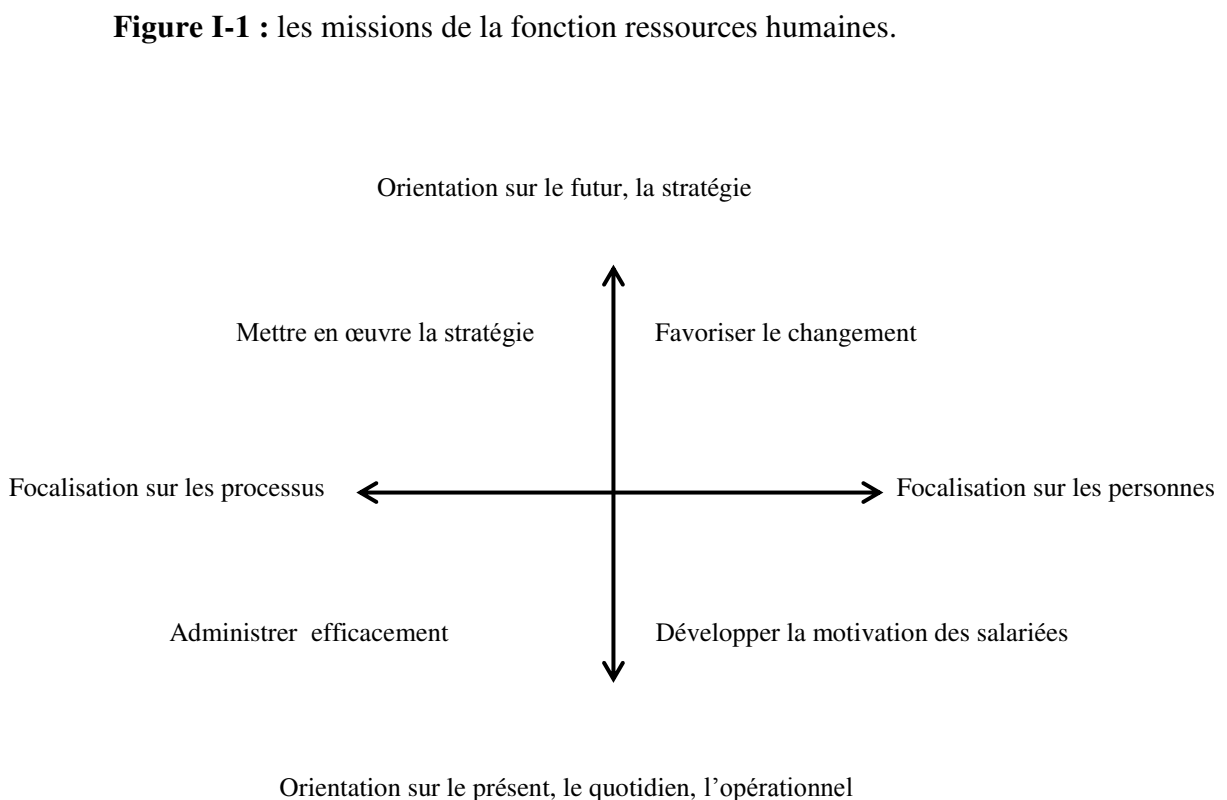 Figure I-1 : les missions de la fonction ressources humaines.
Orientation sur le futur, la stratégie
Mettre en œuvre la stratégie
Favoriser le changement
Focalisation sur les processus
Focalisation sur les personnes
Administrer efficacement
Développer la motivation des salariées
Orientation sur le présent, le quotidien, l’opérationnel